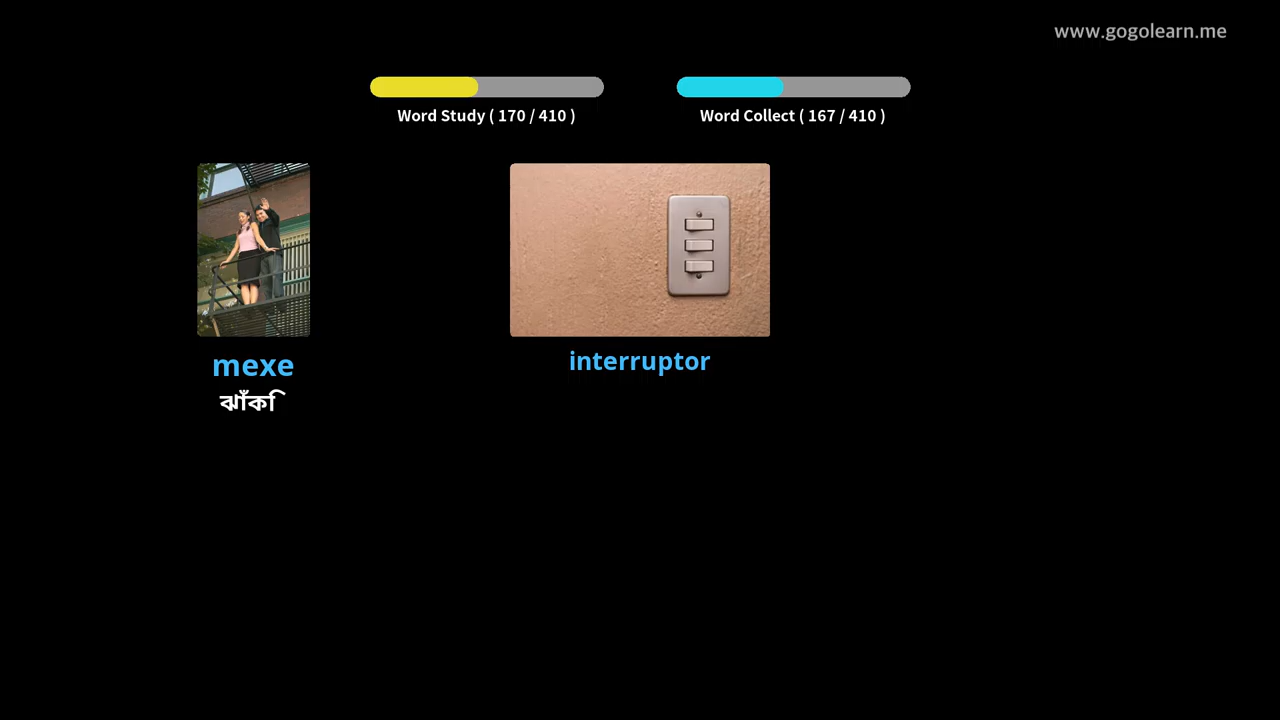 www.gogolearn.me
Word Study ( 170 / 410 )
Word Collect ( 167 / 410 )
mexe
ঝাঁকি
interruptor